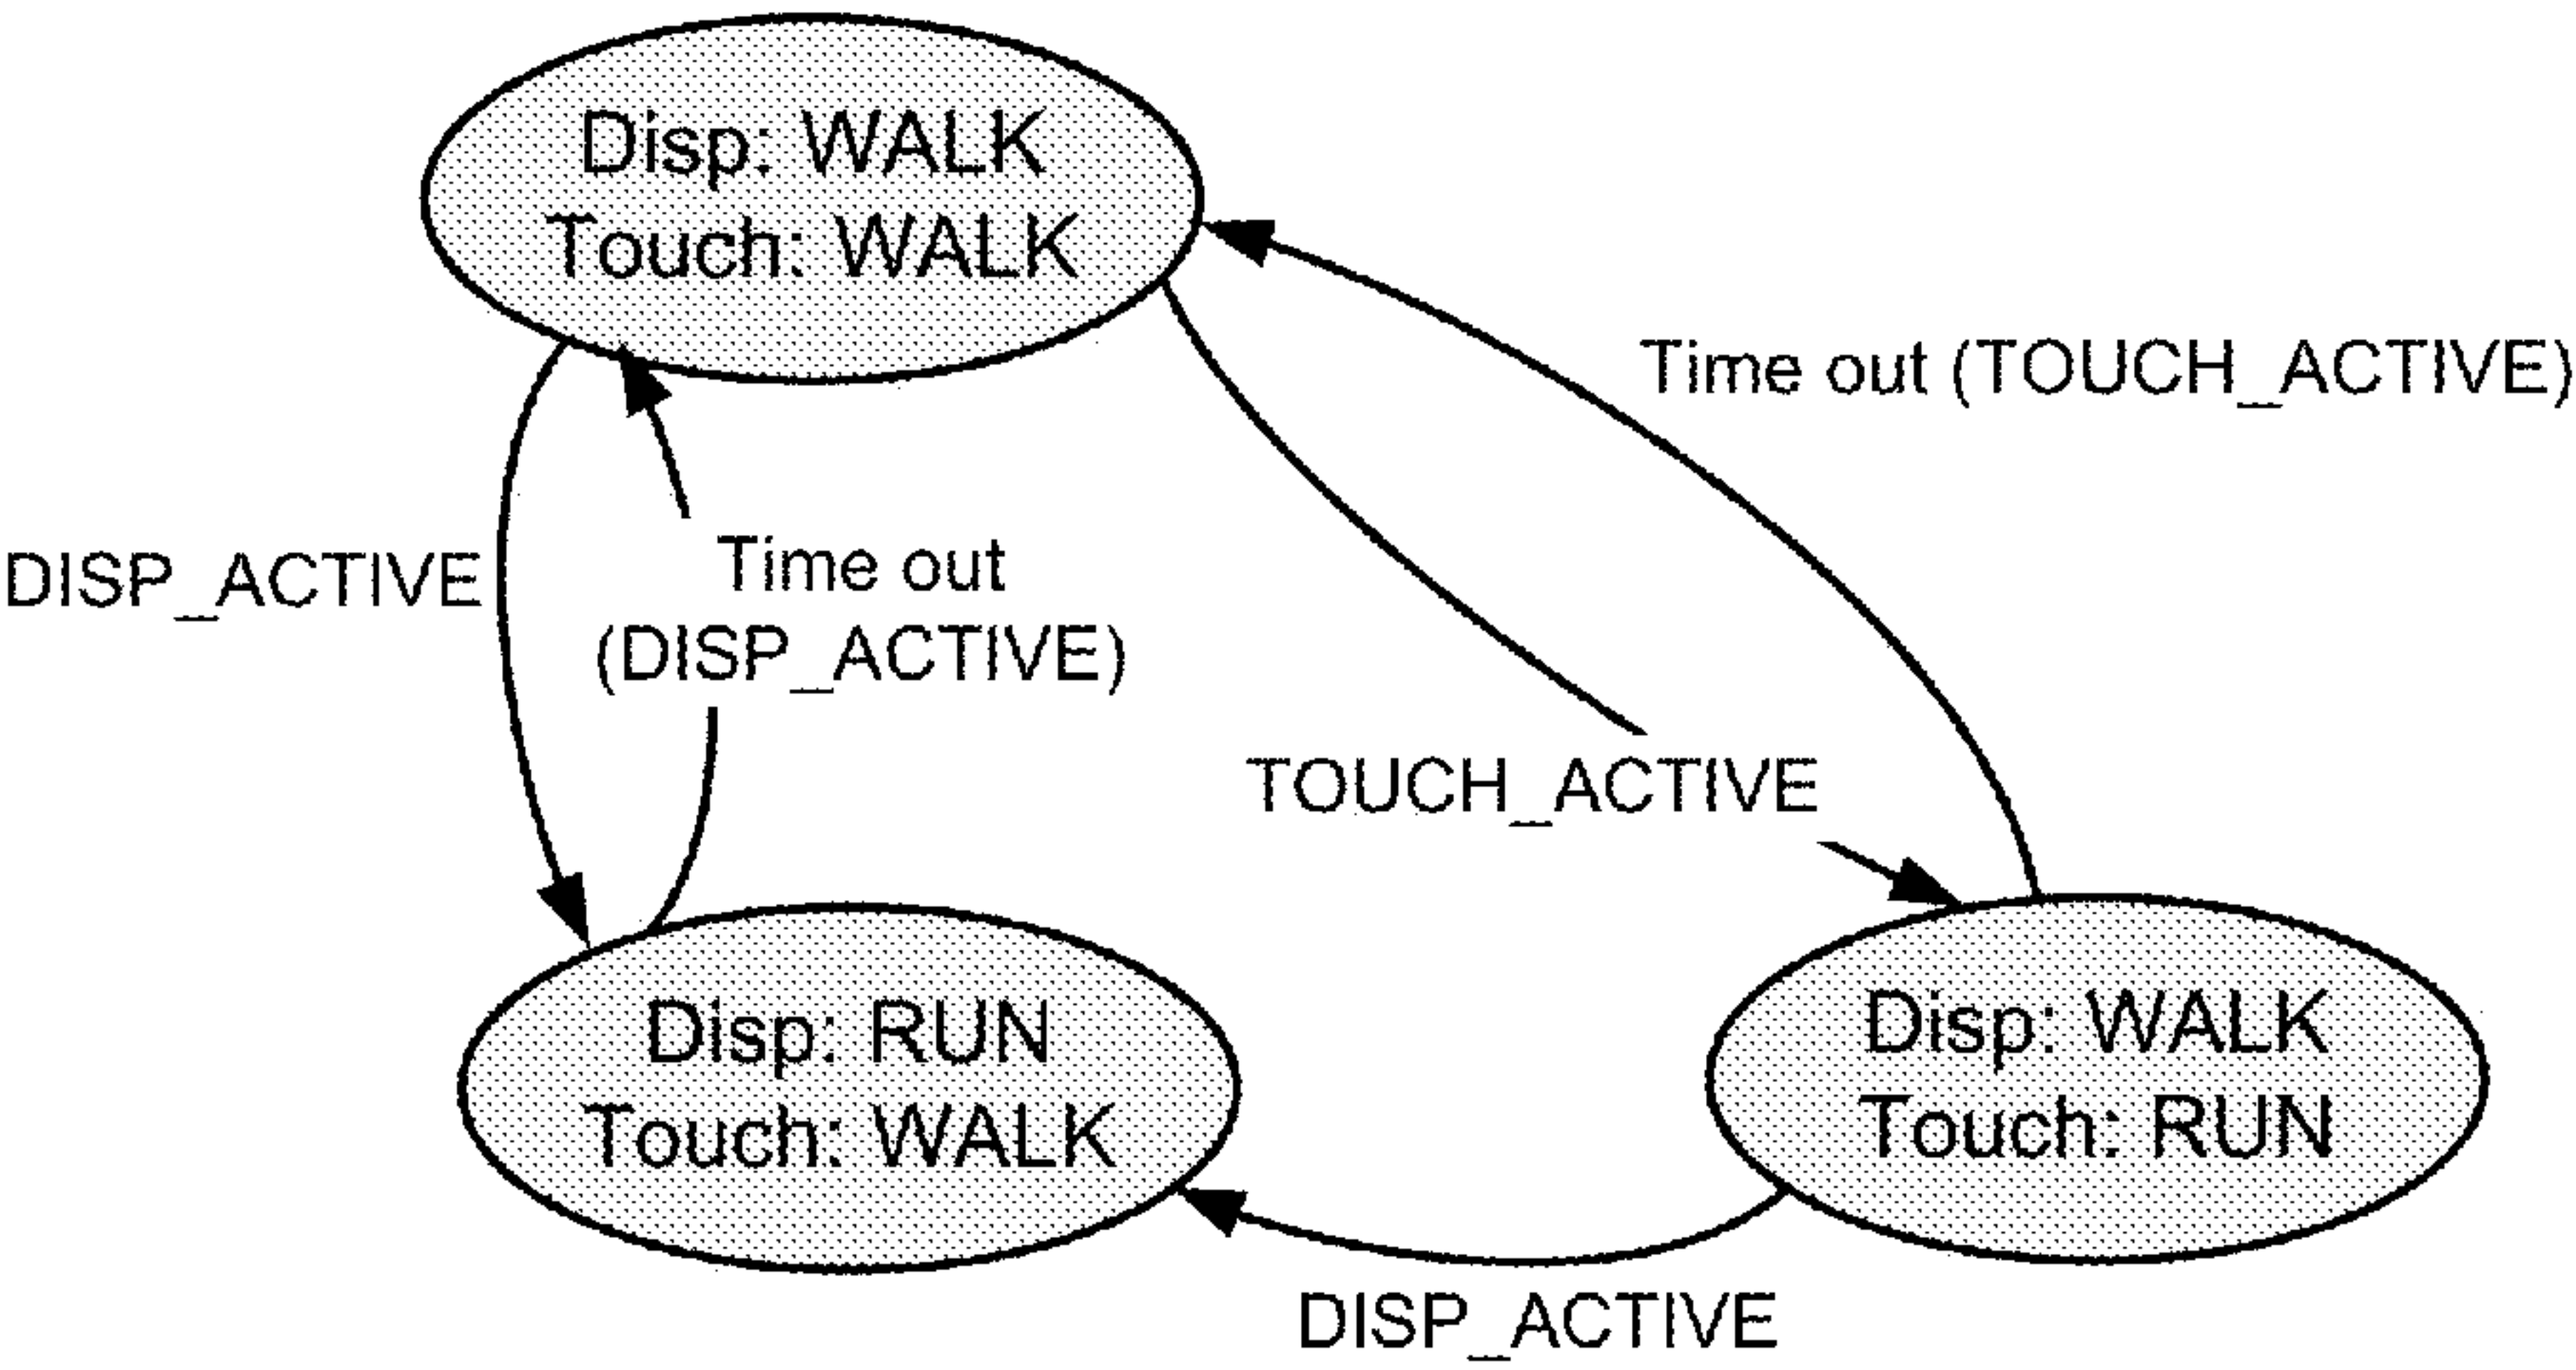 Disp: WALK
Touch: WALK
Time out (TOUCH_ACTIVE)
DISP_ACTIVE
Time out
(DISP_ACTIVE)
TOUCH_ACTIVE
Disp: RUN
Touch: WALK
Disp: WALK
Touch: RUN
DISP_ACTIVE